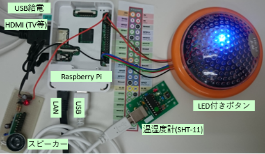 USB給電
HDMI (TV等)
Raspberry Pi
LED付きボタン
LAN
USB
温湿度計(SHT-11)
スピーカー